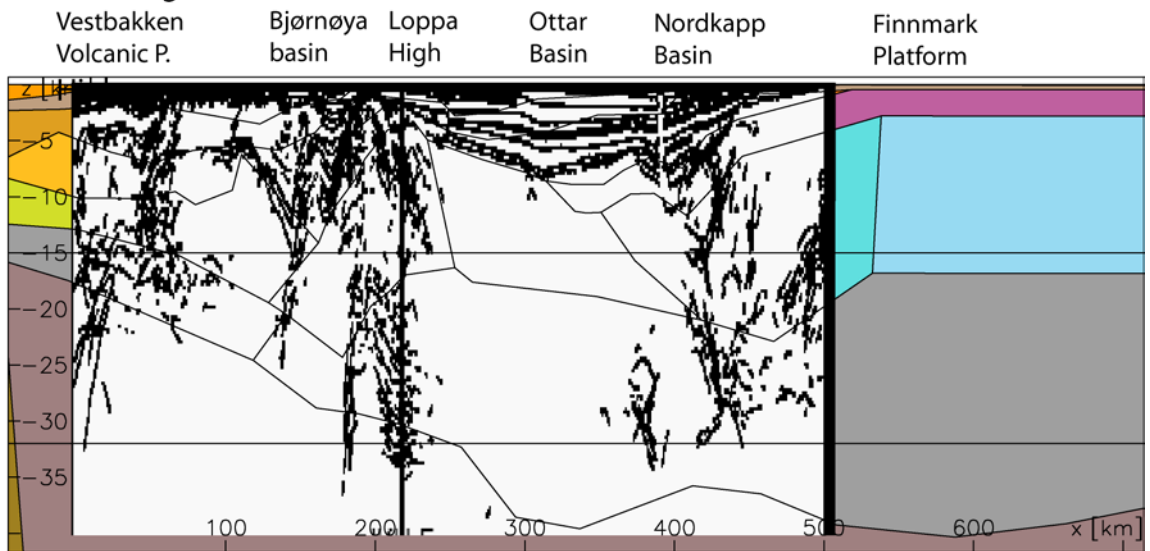 Vestbakken
Volcanic P.
Bjørnøya
basin
Loppa
High
Ottar
Basin
Nordkapp
Basin
Finnmark
Platform
-5
-10
-15
-20
-25
-30
-35
100
200
300
400
500
600
x [km]